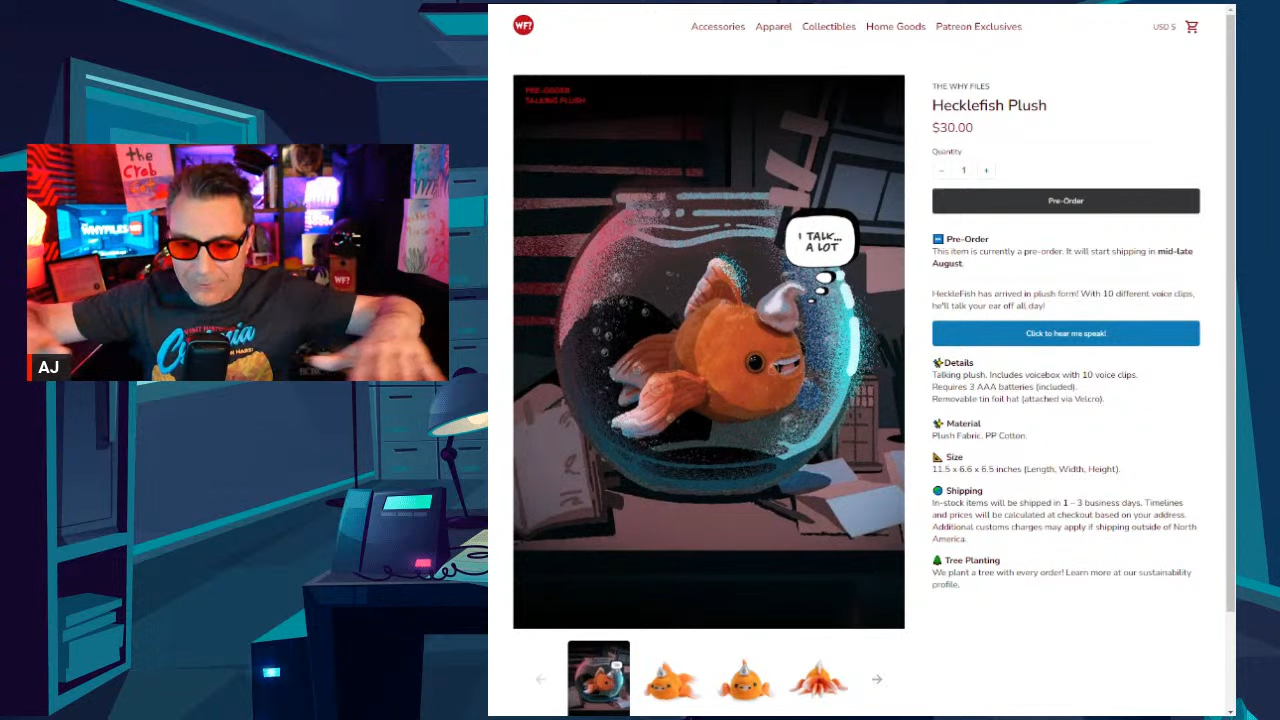 WF?
Accessories Apparel Collectibles Home Goods Patreon Exclusives
USD $
PRE-ORDER
TALKING PLUSH
THE WHY FILES
Hecklefish Plush
$30.00
Quantity
− 1 +
Pre-Order
Pre-Order
This item is currently a pre-order. It will start shipping in mid-late
August.
HeckleFish has arrived in plush form! With 10 different voice clips,
he'll talk your ear off all day!
Click to hear me speak!
Details
Talking plush. Includes voicebox with 10 voice clips.
Requires 3 AAA batteries (included).
Removable tin foil hat (attached via Velcro).
Material
Plush Fabric, PP Cotton.
Size
11.5 x 6.6 x 6.5 inches (Length, Width, Height).
Shipping
In-stock items will be shipped in 1 – 3 business days. Timelines
and prices will be calculated at checkout based on your address.
Additional customs charges may apply if shipping outside of North
America.
Tree Planting
We plant a tree with every order! Learn more at our sustainability
profile.
I TALK...
A LOT
the
Crab
Cat
WHYFILES
WF?
AJ